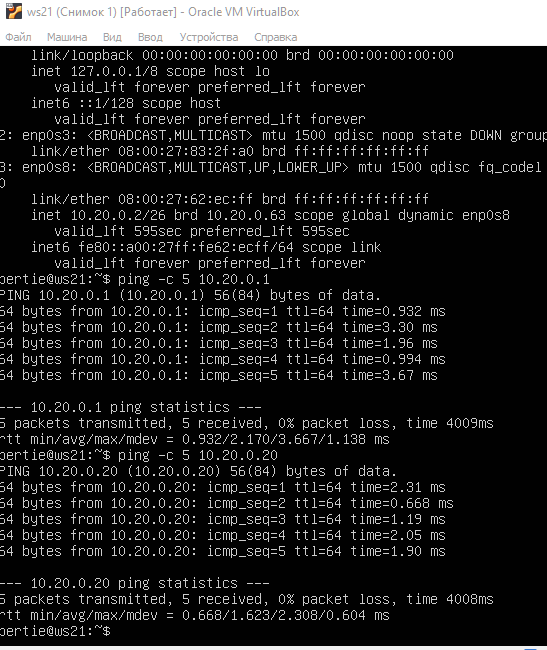 ws21 (Снимок 1) [Работает] - Oracle VM VirtualBox
Файл Машина Вид Ввод Устройства Справка
link/loopback 00:00:00:00:00:00 brd 00:00:00:00:00:00
inet 127.0.0.1/8 scope host lo
valid_lft forever preferred_lft forever
inet6 ::1/128 scope host
valid_lft forever preferred_lft forever
2: enp0s3: <BROADCAST,MULTICAST> mtu 1500 qdisc noop state DOWN group
link/ether 08:00:27:83:2f:a0 brd ff:ff:ff:ff:ff:ff
3: enp0s8: <BROADCAST,MULTICAST,UP,LOWER_UP> mtu 1500 qdisc fq_codel
0
link/ether 08:00:27:62:ec:ff brd ff:ff:ff:ff:ff:ff
inet 10.20.0.2/26 brd 10.20.0.63 scope global dynamic enp0s8
valid_lft 595sec preferred_lft 595sec
inet6 fe80::a00:27ff:fe62:ecff/64 scope link
valid_lft forever preferred_lft forever
bertie@ws21:~$ ping -c 5 10.20.0.1
PING 10.20.0.1 (10.20.0.1) 56(84) bytes of data.
64 bytes from 10.20.0.1: icmp_seq=1 ttl=64 time=0.932 ms
64 bytes from 10.20.0.1: icmp_seq=2 ttl=64 time=3.30 ms
64 bytes from 10.20.0.1: icmp_seq=3 ttl=64 time=1.96 ms
64 bytes from 10.20.0.1: icmp_seq=4 ttl=64 time=0.994 ms
64 bytes from 10.20.0.1: icmp_seq=5 ttl=64 time=3.67 ms
--- 10.20.0.1 ping statistics ---
5 packets transmitted, 5 received, 0% packet loss, time 4009ms
rtt min/avg/max/mdev = 0.932/2.170/3.667/1.138 ms
bertie@ws21:~$ ping -c 5 10.20.0.20
PING 10.20.0.20 (10.20.0.20) 56(84) bytes of data.
64 bytes from 10.20.0.20: icmp_seq=1 ttl=64 time=2.31 ms
64 bytes from 10.20.0.20: icmp_seq=2 ttl=64 time=0.668 ms
64 bytes from 10.20.0.20: icmp_seq=3 ttl=64 time=1.19 ms
64 bytes from 10.20.0.20: icmp_seq=4 ttl=64 time=2.05 ms
64 bytes from 10.20.0.20: icmp_seq=5 ttl=64 time=1.90 ms
--- 10.20.0.20 ping statistics ---
5 packets transmitted, 5 received, 0% packet loss, time 4008ms
rtt min/avg/max/mdev = 0.668/1.623/2.308/0.604 ms
bertie@ws21:~$